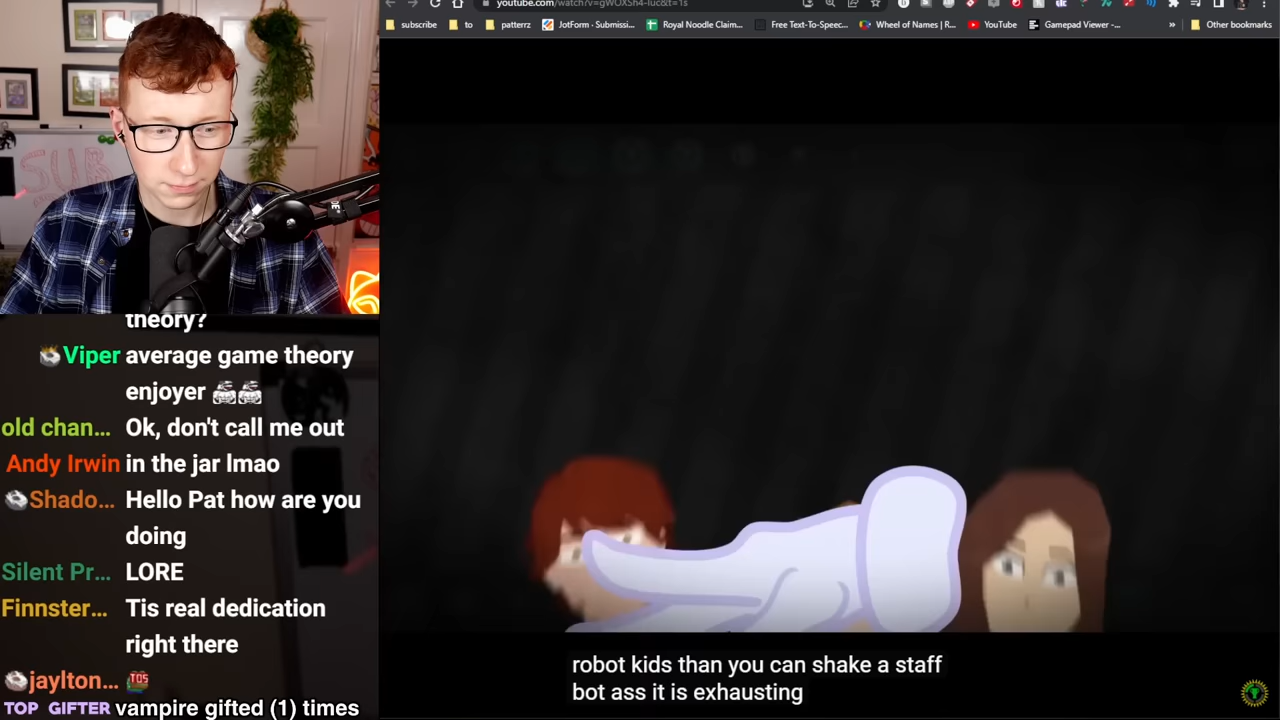 youtube.com/watch?v=gWOXSh4-Iuc&t=1s
subscribe
to
patterz
JotForm - Submissi...
Royal Noodle Claim...
Free Text-To-Speec...
Wheel of Names | R...
YouTube
Gamepad Viewer -...
»
Other bookmarks
SUB
theory?
Viper average game theory
enjoyer
old chan... Ok, don't call me out
Andy Irwin in the jar lmao
Shado... Hello Pat how are you
doing
Silent Pr... LORE
Finnster... Tis real dedication
right there
jaylton... TOS
TOP GIFTER vampire gifted (1) times
robot kids than you can shake a staff
bot ass it is exhausting